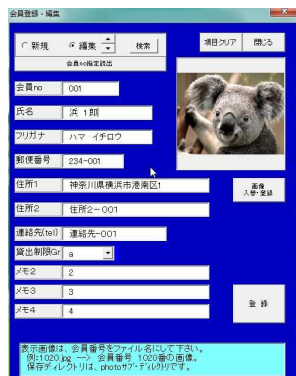 会員登録・編集
新規 編集 検索 項目クリア 閉じる
会員no指定読出
会員no 001
氏名 浜 1郎
フリガナ ハマ イチロウ
郵便番号 234-001
住所1 神奈川県横浜市港南区1
画像
入替・登録
住所2 住所2-001
連絡先(tel) 連絡先-001
貸出制限Gr a
メモ2 2
メモ3 3
メモ4 4
登 録
表示画像は、会員番号をファイル名にして下さい。
例:1020.jpg ―> 会員番号 1020番の画像。
保存ディレクトリは、photoサブ・ディレクトリです。